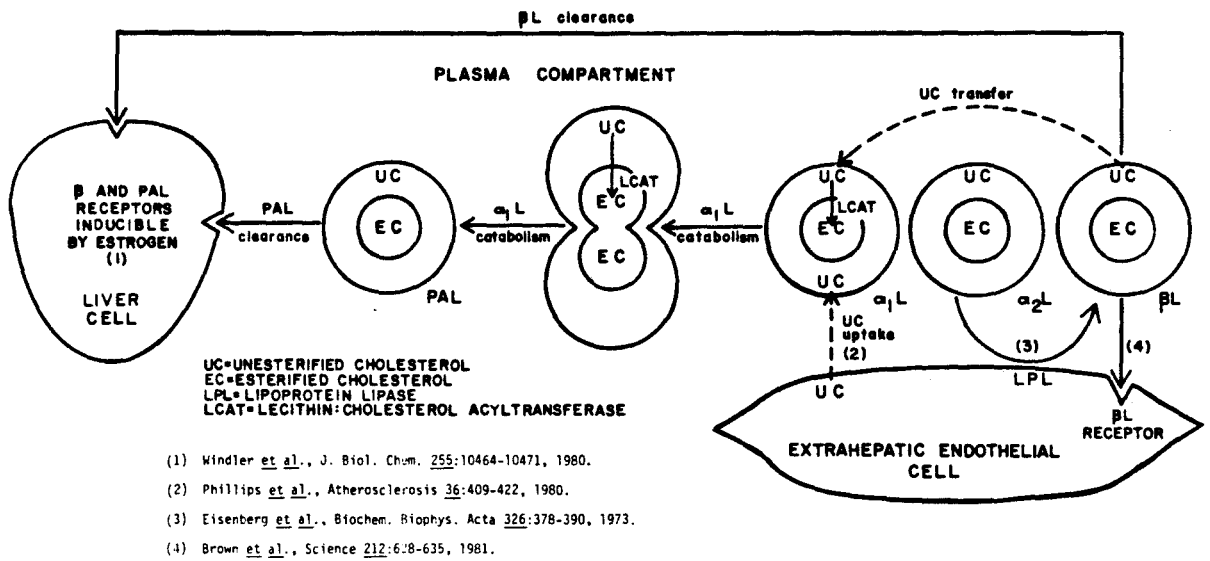 βL clearance
PLASMA COMPARTMENT
UC transfer
β AND PAL
RECEPTORS
INDUCIBLE
BY ESTROGEN
(1)
LIVER
CELL
PAL
clearance
UC
EC
PAL
α₁L
catabolism
UC
LCAT
EC
EC
α₁L
catabolism
UC
LCAT
EC
UC
α₁L
UC
EC
α₂L
UC
EC
βL
UC
uptake
(2)
(3)
LPL
(4)
UC
βL
RECEPTOR
EXTRAHEPATIC ENDOTHELIAL
CELL
UC=UNESTERIFIED CHOLESTEROL
EC=ESTERIFIED CHOLESTEROL
LPL=LIPOPROTEIN LIPASE
LCAT=LECITHIN:CHOLESTEROL ACYLTRANSFERASE
(1) Windler et al., J. Biol. Chem. 255:10464-10471, 1980.
(2) Phillips et al., Atherosclerosis 36:409-422, 1980.
(3) Eisenberg et al., Biochem. Biophys. Acta 326:378-390, 1973.
(4) Brown et al., Science -635, 1981.